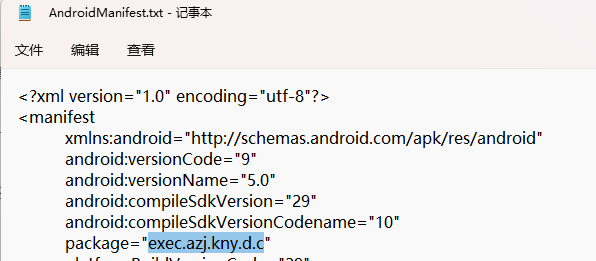 AndroidManifest.txt - 记事本
文件 编辑 查看
<?xml version="1.0" encoding="utf-8"?>
<manifest
xmlns:android="http://schemas.android.com/apk/res/android"
android:versionCode="9"
android:versionName="5.0"
android:compileSdkVersion="29"
android:compileSdkVersionCodename="10"
package="exec.azj.kny.d.c"